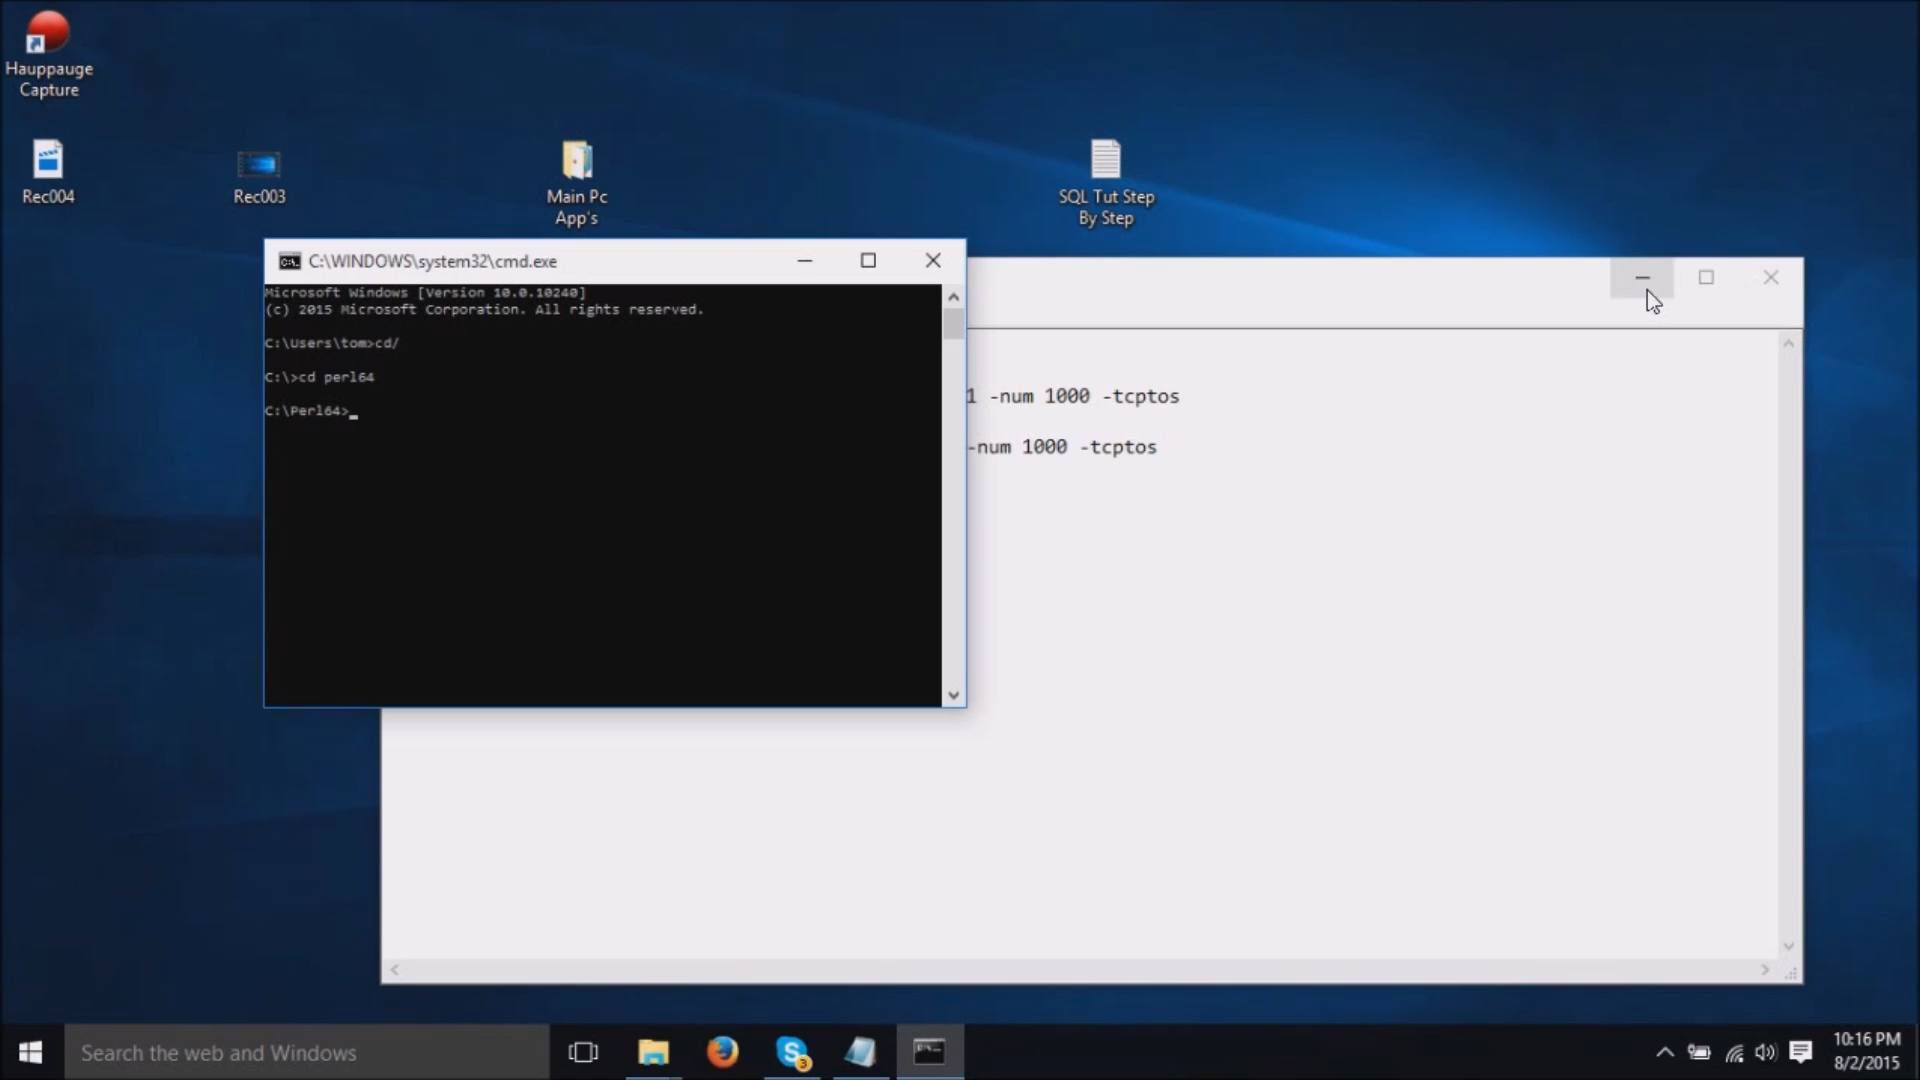 Hauppauge
Capture
Rec004
Rec003
Main Pc
App's
SQL Tut Step
By Step
C:\WINDOWS\system32\cmd.exe
Microsoft Windows [Version 10.0.10240]
(c) 2015 Microsoft Corporation. All rights reserved.
C:\Users\tom>cd/
C:\>cd perl64
C:\Perl64>_
1 -num 1000 -tcptos
-num 1000 -tcptos
Search the web and Windows
3
10:16 PM
8/2/2015